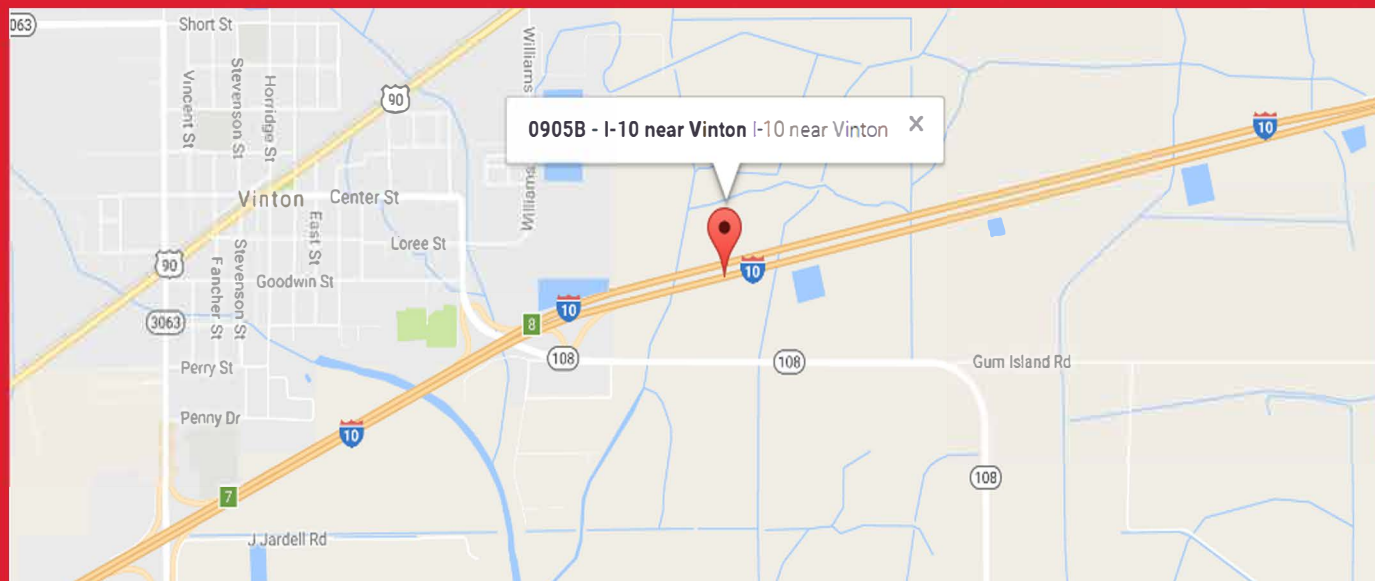 063
Short St
Williams
Vincent St
Stevenson St
Horridge St
90
0905B - I-10 near Vinton I-10 near Vinton ×
10
Vinton
Center St
Williams
East St
Loree St
90
Fancher St
Stevenson St
Goodwin St
10
10
3063
8
108
108
Gum Island Rd
Perry St
Penny Dr
10
108
7
J Jardell Rd